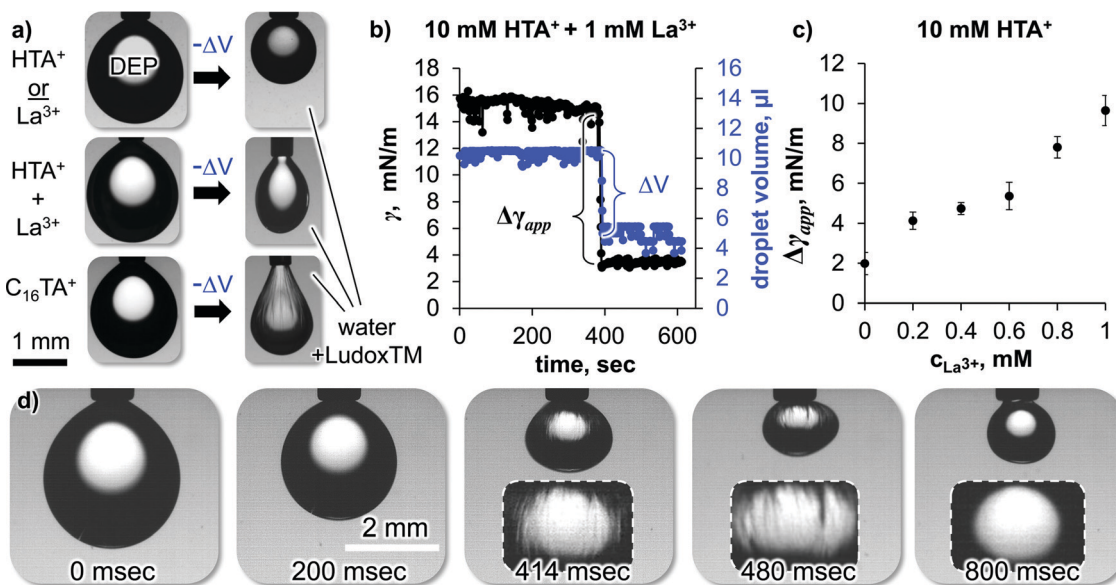 a)
HTA⁺
or
La³⁺
DEP
-ΔV
HTA⁺
+
La³⁺
-ΔV
C₁₆TA⁺
-ΔV
1 mm
water
+LudoxTM
b)
10 mM HTA⁺ + 1 mM La³⁺
γ, mN/m
18
16
14
12
10
8
6
4
2
0
Δγapp
ΔV
16
14
12
10
8
6
4
2
0
droplet volume, µl
0 200 400 600
time, sec
c)
10 mM HTA⁺
Δγapp, mN/m
12
10
8
6
4
2
0
0 0.2 0.4 0.6 0.8 1
cLa³⁺, mM
d)
2 mm
0 msec 200 msec 414 msec 480 msec 800 msec